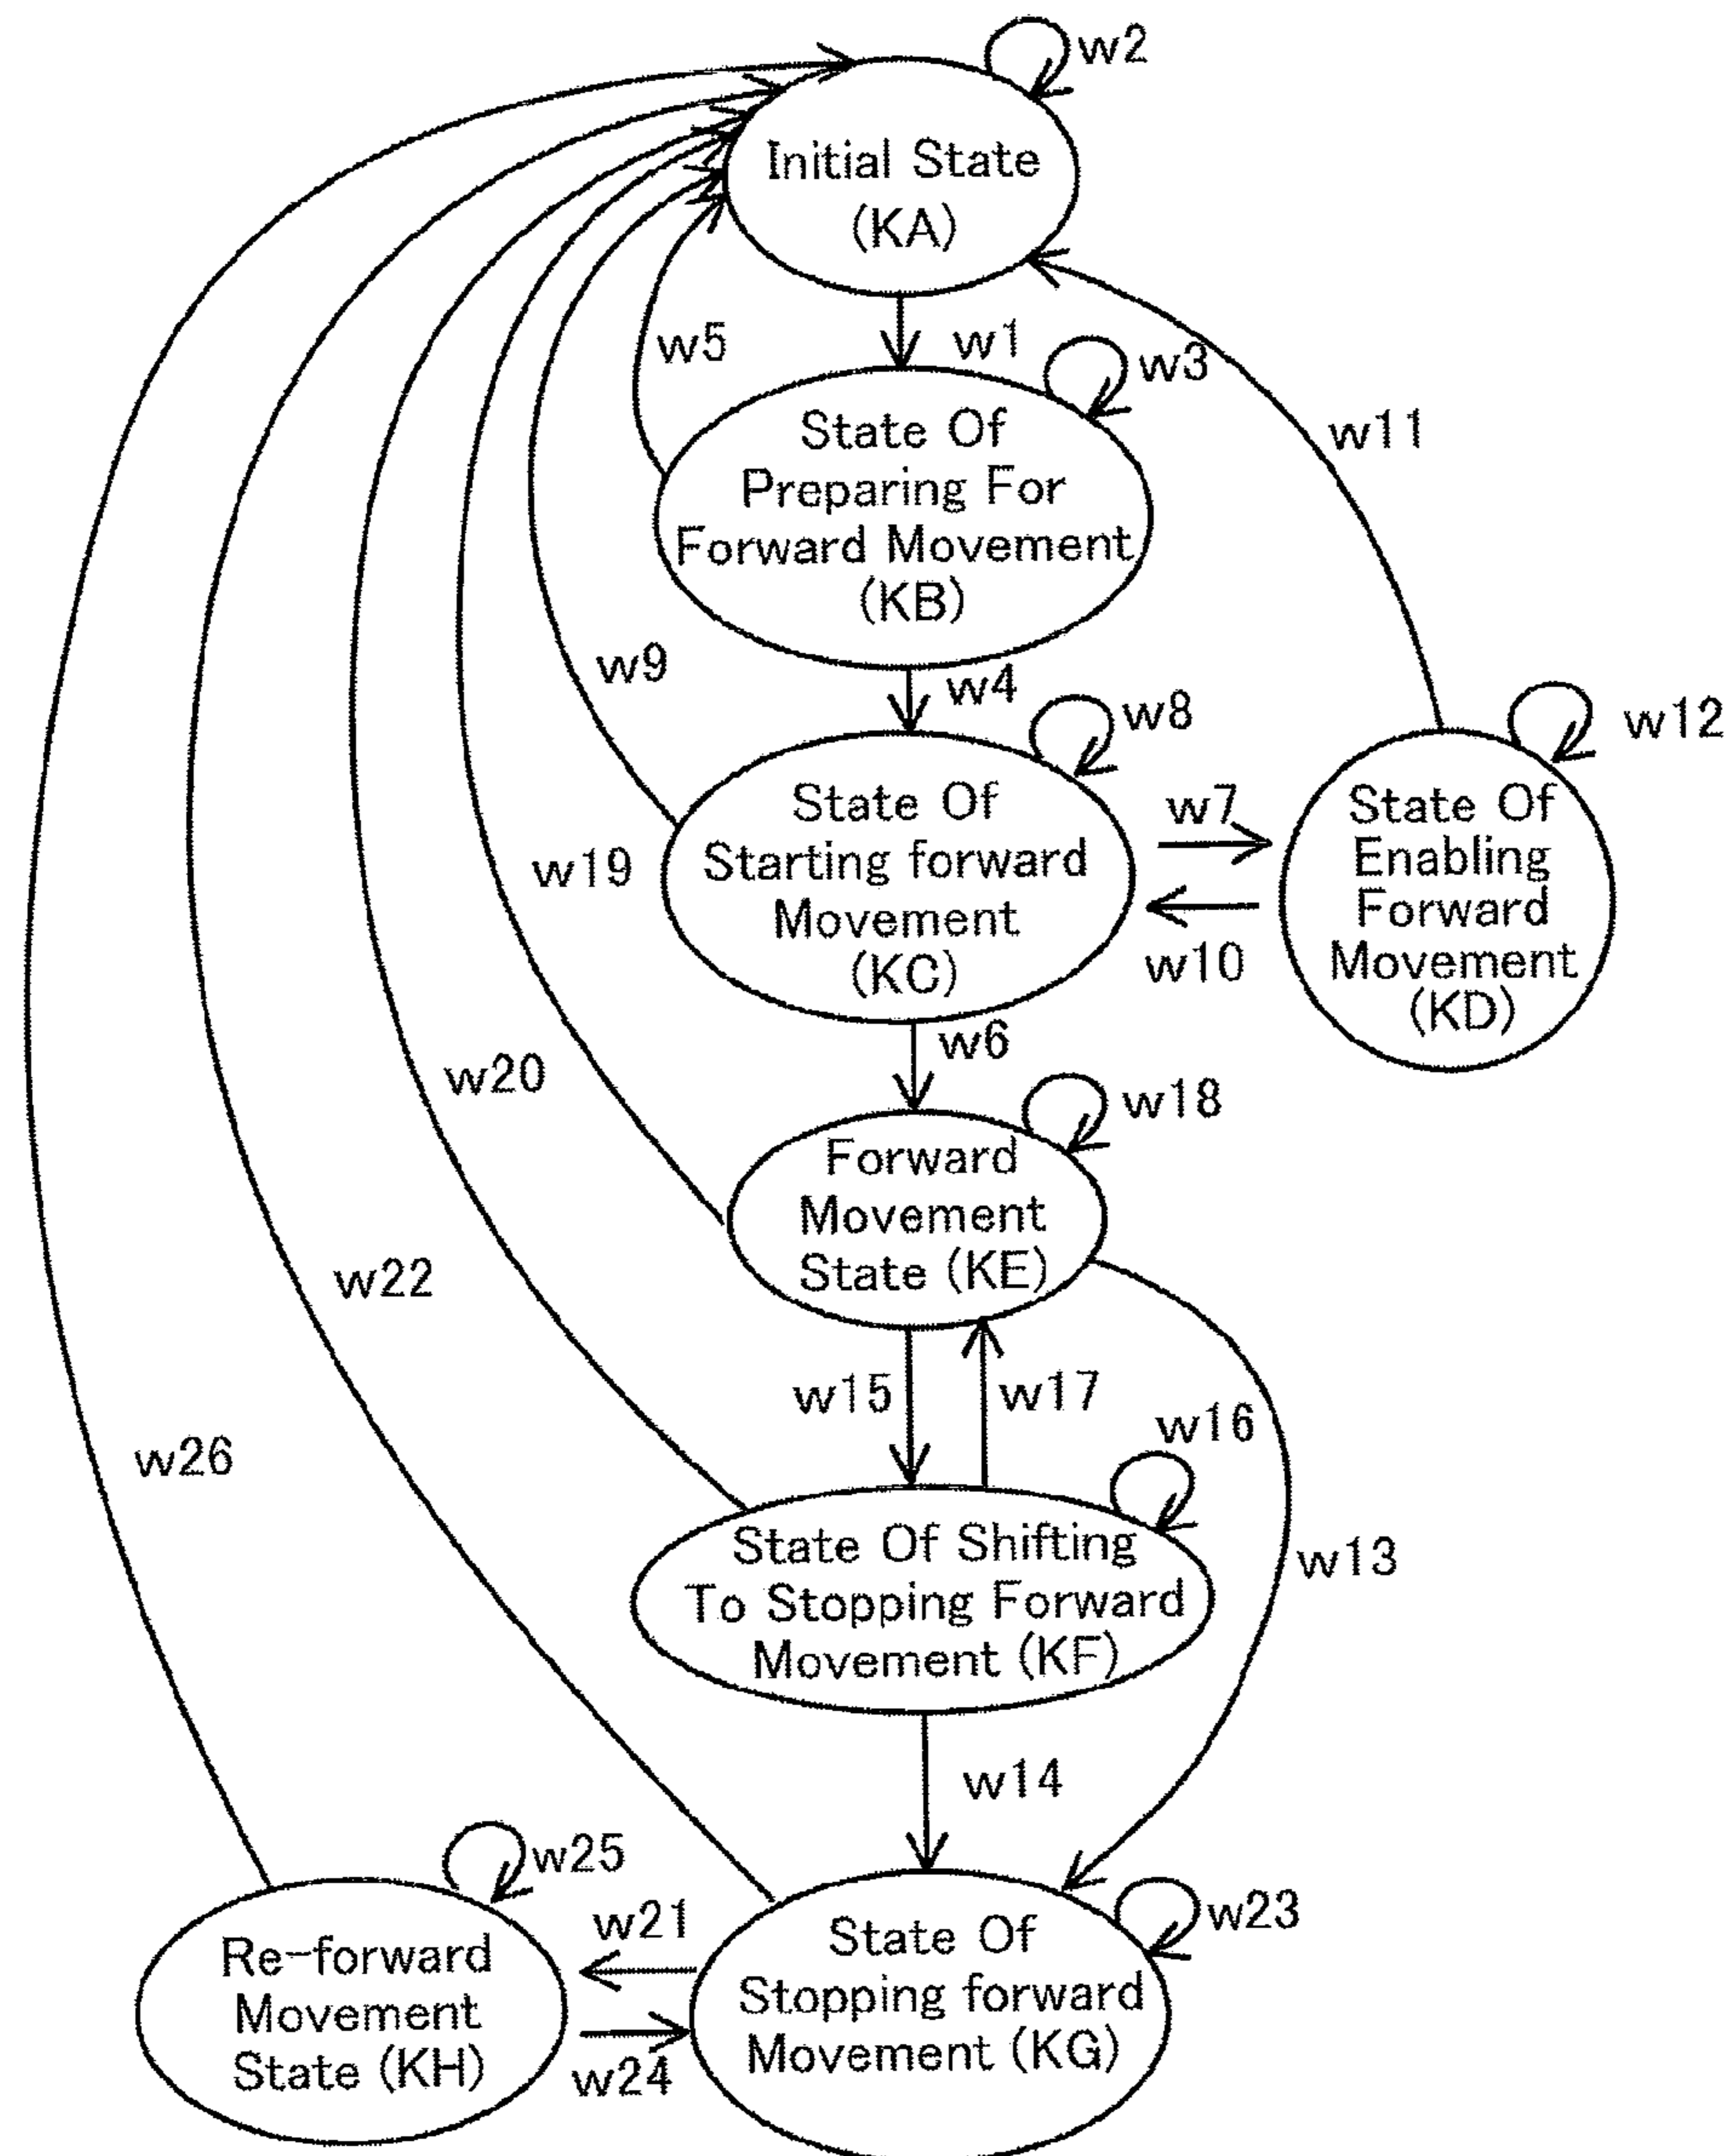 w2
Initial State
(KA)
w5
w1
w3
State Of
Preparing For
Forward Movement
(KB)
w11
w9
w4
w8
w12
State Of
Starting forward
Movement
(KC)
w7
w10
State Of
Enabling
Forward
Movement
(KD)
w19
w6
w20
w18
Forward
Movement
State (KE)
w22
w15
w17
w16
w26
State Of Shifting
To Stopping Forward
Movement (KF)
w13
w14
w25
w21
w23
Re-forward
Movement
State (KH)
w24
State Of
Stopping forward
Movement (KG)